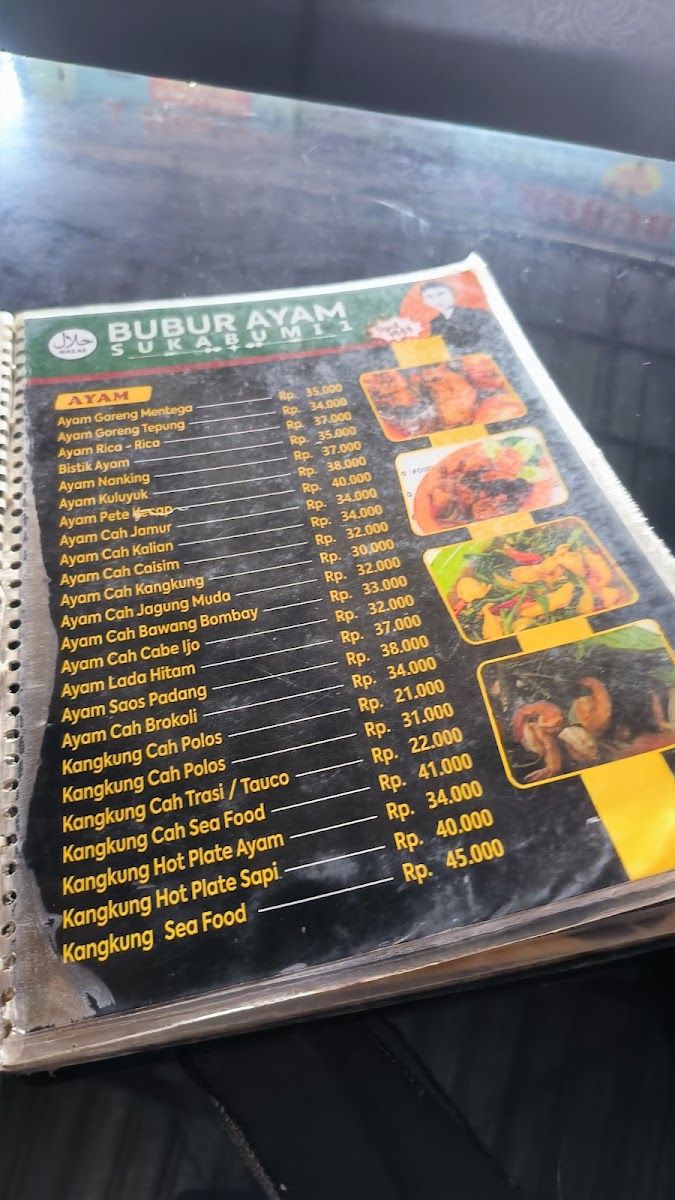 حلال
BUBUR AYAM
SUKABUMI 1
AYAM
Ayam Gareng Mentega Rp. 35.000
Ayam Goreng Tepung Rp. 34.000
Ayam Rica - Rica Rp. 37.000
Bistik Ayam Rp. 35.000
Ayam Nanking Rp. 37.000
Ayam Kuluyuk Rp. 38.000
Ayam Pete Kecap Rp. 40.000
Ayam Cah Jamur Rp. 34.000
Ayam Cah Kalian Rp. 34.000
Ayam Cah Caisim Rp. 32.000
Ayam Cah Kangkung Rp. 30.000
Ayam Cah Jagung Muda Rp. 32.000
Ayam Cah Bawang Bombay Rp. 33.000
Ayam Cah Cabe Ijo Rp. 32.000
Ayam Lada Hitam Rp. 37.000
Ayam Saos Padang Rp. 38.000
Ayam Cah Brokoli Rp. 34.000
Kangkung Cah Polos Rp. 21.000
Kangkung Cah Polos Rp. 31.000
Kangkung Cah Trasi / Tauco Rp. 22.000
Kangkung Cah Sea Food Rp. 41.000
Kangkung Hot Plate Ayam Rp. 34.000
Kangkung Hot Plate Sapi Rp. 40.000
Kangkung Sea Food Rp. 45.000